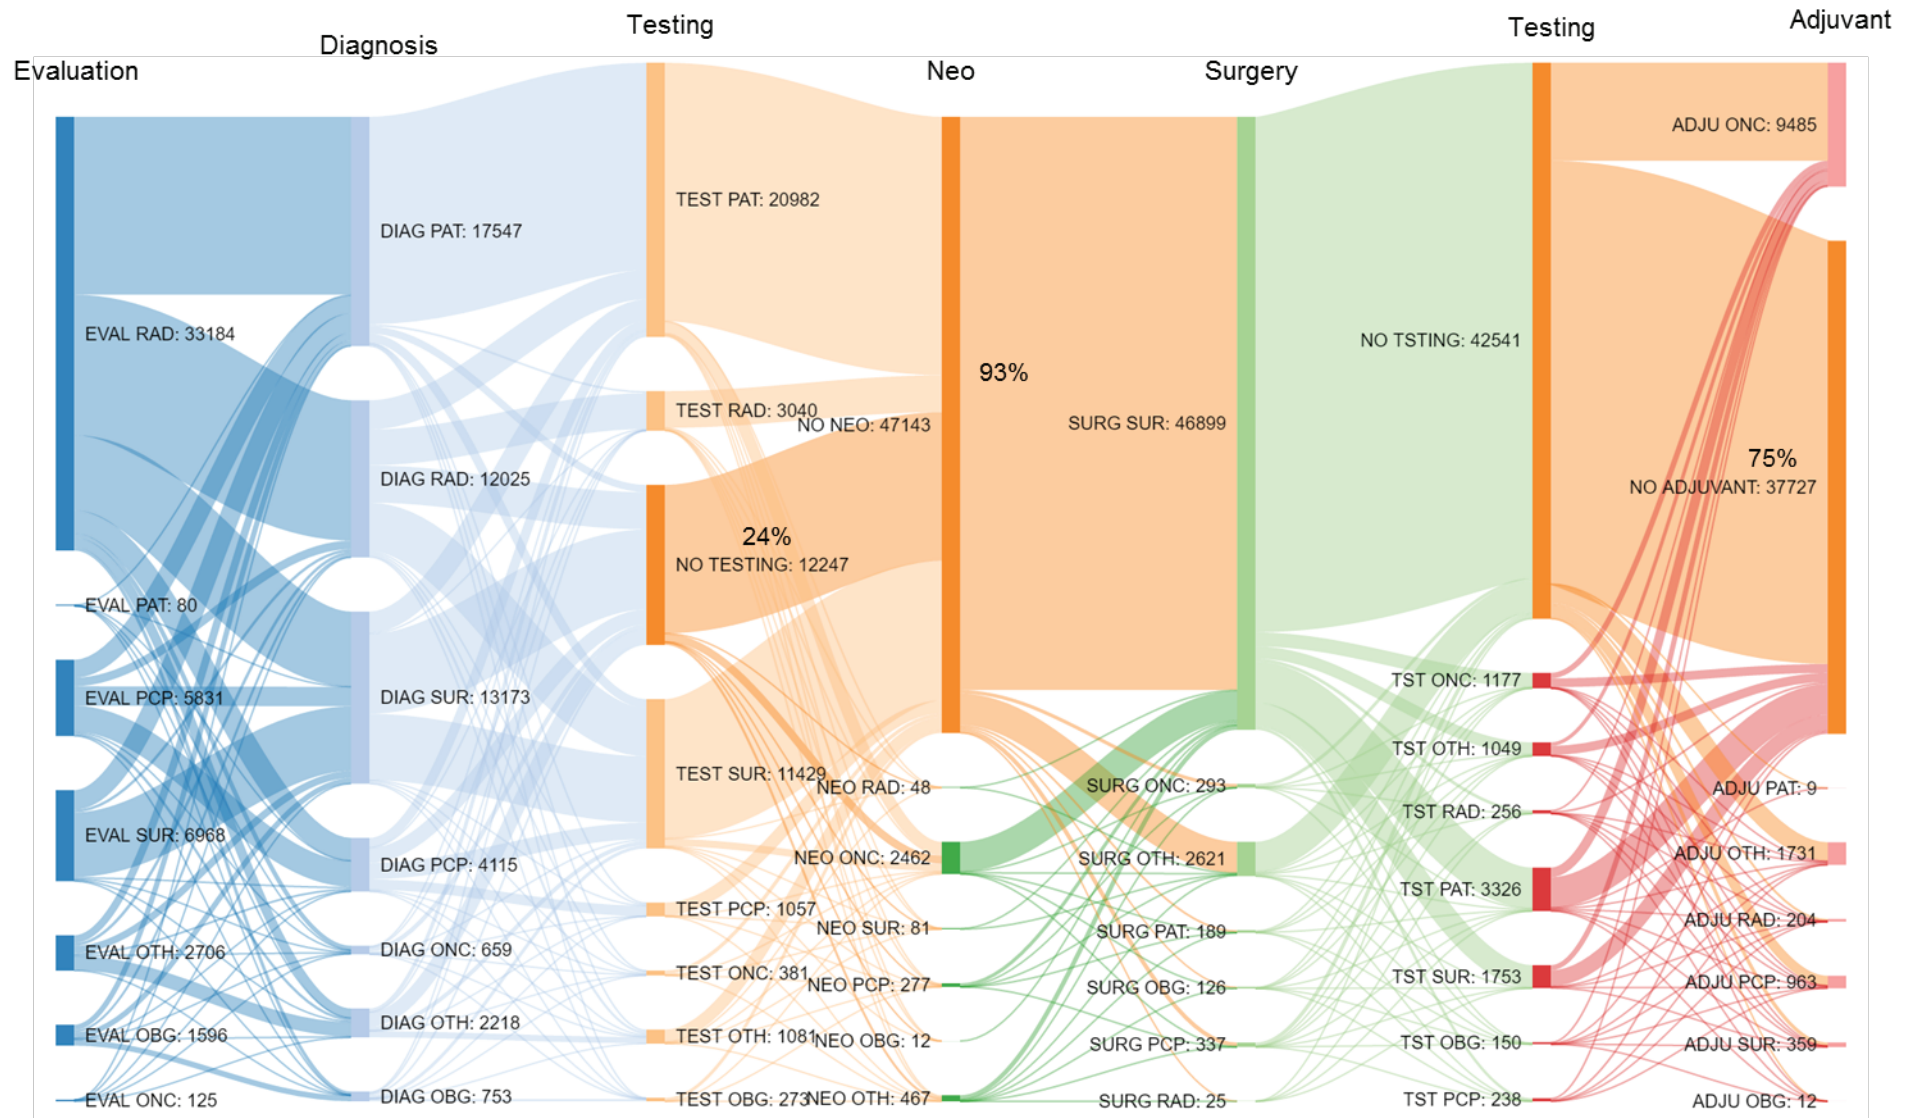 Evaluation
Diagnosis
Testing
Neo
Surgery
Testing
Adjuvant
EVAL RAD: 33184
EVAL PAT: 80
EVAL PCP: 5831
EVAL SUR: 6968
EVAL OTH: 2706
EVAL OBG: 1596
EVAL ONC: 125
DIAG PAT: 17547
DIAG RAD: 12025
DIAG SUR: 13173
DIAG PCP: 4115
DIAG ONC: 659
DIAG OTH: 2218
DIAG OBG: 753
TEST PAT: 20982
TEST RAD: 3040
24%
NO TESTING: 12247
TEST SUR: 11429
TEST PCP: 1057
TEST ONC: 381
TEST OTH: 1081
TEST OBG: 273
93%
NO NEO: 47143
NEO RAD: 48
NEO ONC: 2462
NEO SUR: 81
NEO PCP: 277
NEO OBG: 12
NEO OTH: 467
SURG SUR: 46899
SURG ONC: 293
SURG OTH: 2621
SURG PAT: 189
SURG OBG: 126
SURG PCP: 337
SURG RAD: 25
NO TSTING: 42541
TST ONC: 1177
TST OTH: 1049
TST RAD: 256
TST PAT: 3326
TST SUR: 1753
TST OBG: 150
TST PCP: 238
ADJU ONC: 9485
75%
NO ADJUVANT: 37727
ADJU PAT: 9
ADJU OTH: 1731
ADJU RAD: 204
ADJU PCP: 963
ADJU SUR: 359
ADJU OBG: 12